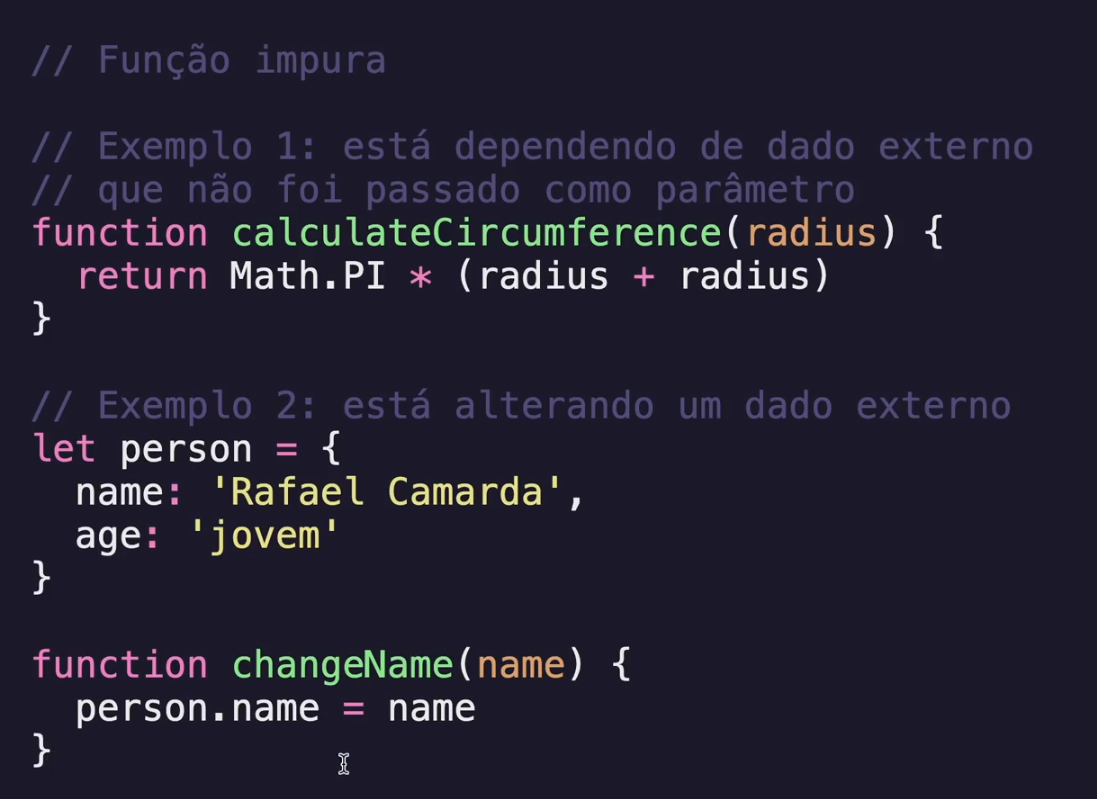 // Função impura
// Exemplo 1: está dependendo de dado externo
// que não foi passado como parâmetro
function calculateCircumference(radius) {
  return Math.PI * (radius + radius)
}
// Exemplo 2: está alterando um dado externo
let person = {
  name: 'Rafael Camarda',
  age: 'jovem'
}
function changeName(name) {
  person.name = name
}